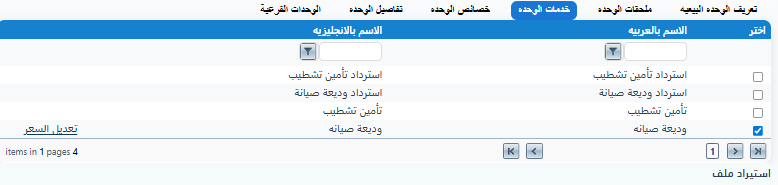 تعريف الوحده البيعيه ملحقات الوحده خدمات الوحده خصائص الوحده تفاصيل الوحده الوحدات الفرعية
اختر الاسم بالعربيه الاسم بالانجليزيه
استرداد تأمين تشطيب استرداد تأمين تشطيب
استرداد وديعة صيانة استرداد وديعة صيانة
تأمين تشطيب تأمين تشطيب
وديعة صيانه وديعة صيانه تعديل السعر
1 items in 1 pages 4
استيراد ملف